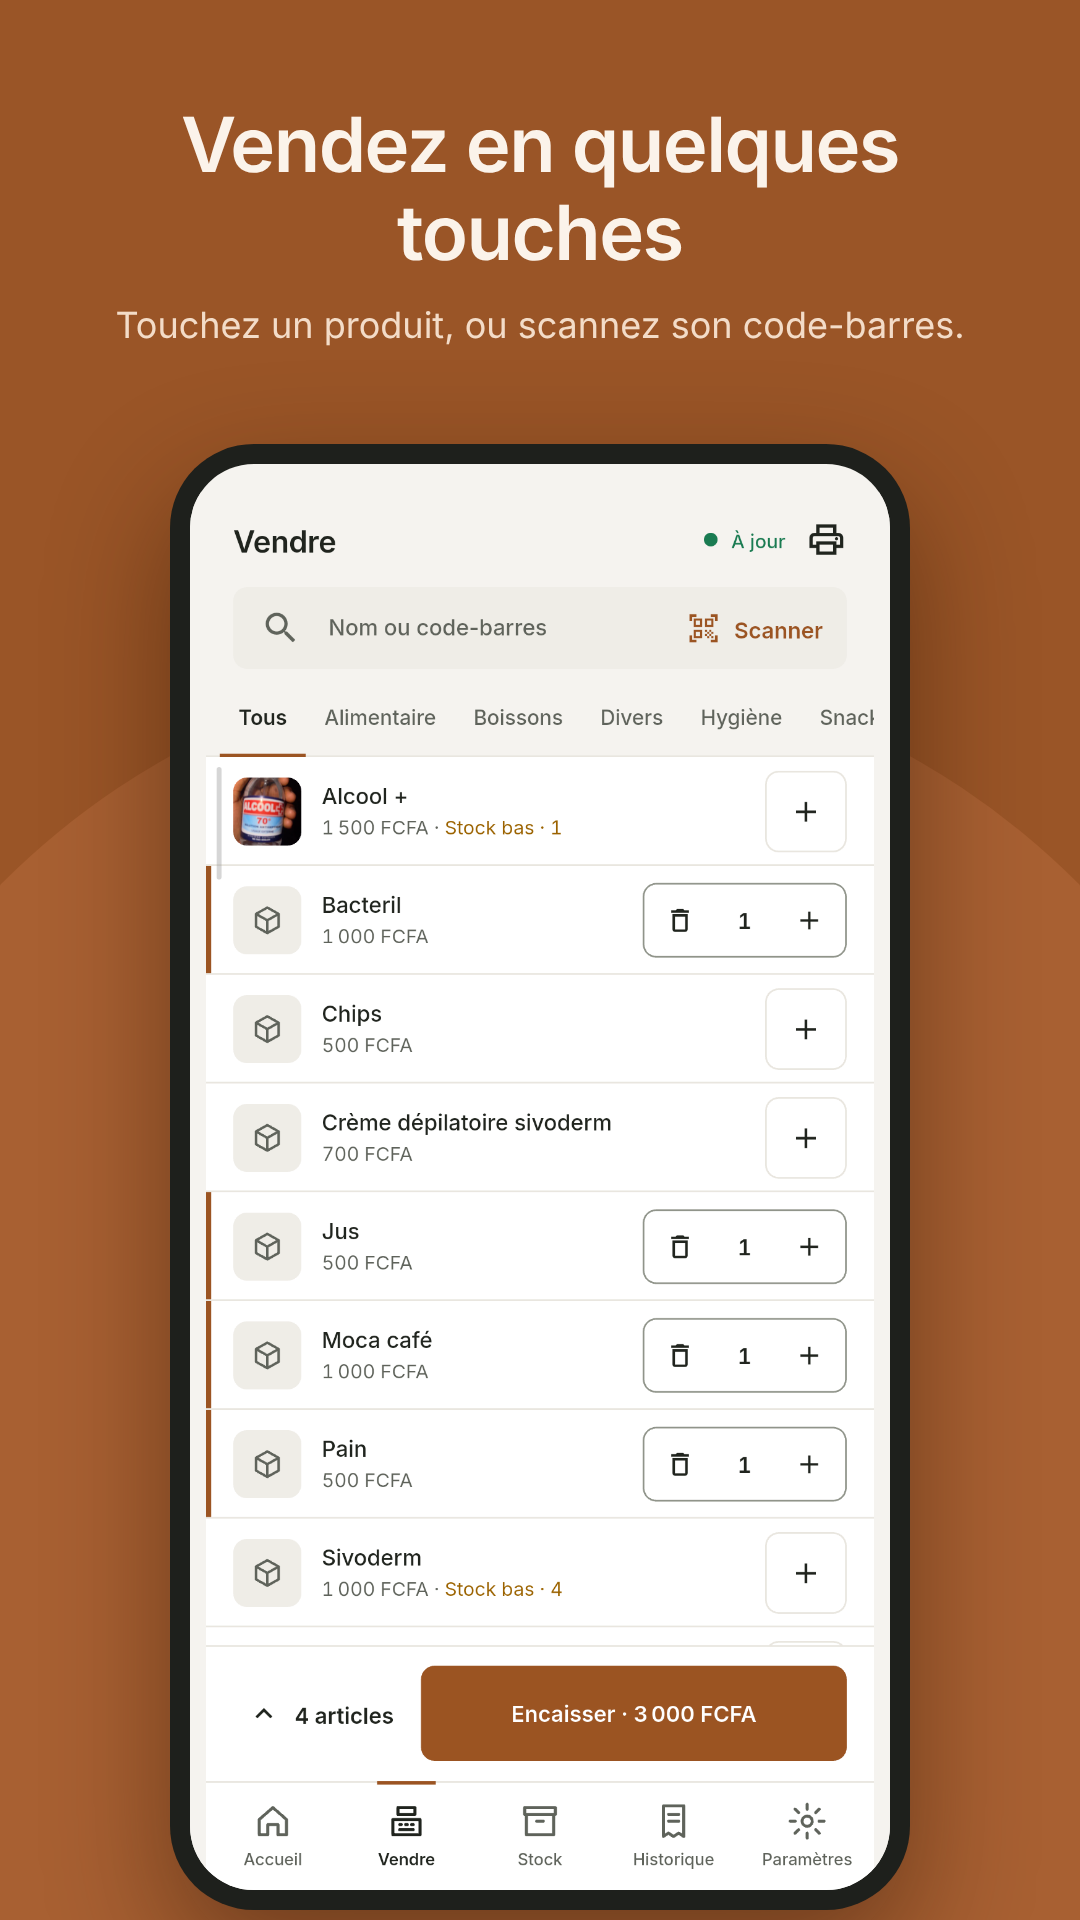 Vendez en quelques
touches
Touchez un produit, ou scannez son code-barres.
Vendre
À jour
Nom ou code-barres
Scanner
Tous Alimentaire Boissons Divers Hygiène Snack
ALCOOL
70°
Alcool +
1 500 FCFA · Stock bas · 1
Bacteril
1 000 FCFA
1
Chips
500 FCFA
Crème dépilatoire sivoderm
700 FCFA
Jus
500 FCFA
1
Moca café
1 000 FCFA
1
Pain
500 FCFA
1
Sivoderm
1 000 FCFA · Stock bas · 4
4 articles
Encaisser · 3 000 FCFA
Accueil Vendre Stock Historique Paramètres